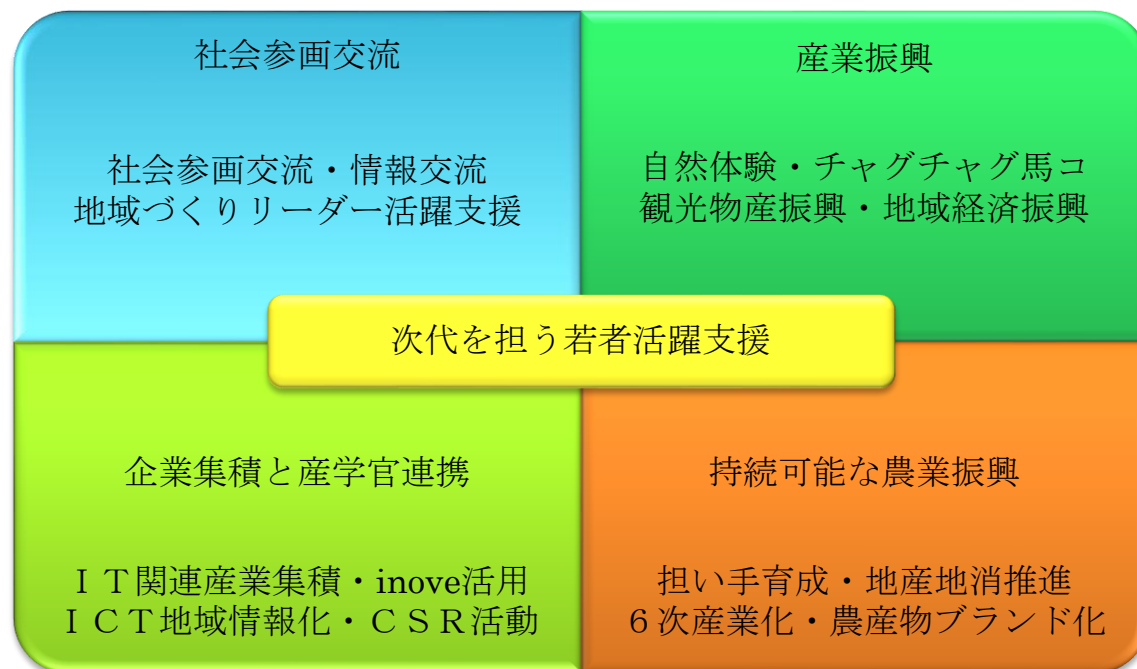 社会参画交流
社会参画交流・情報交流
地域づくりリーダー活躍支援
産業振興
自然体験・チャグチャグ馬コ
観光物産振興・地域経済振興
次代を担う若者活躍支援
企業集積と産学官連携
ＩＴ関連産業集積・inove活用
ＩＣＴ地域情報化・ＣＳＲ活動
持続可能な農業振興
担い手育成・地産地消推進
６次産業化・農産物ブランド化